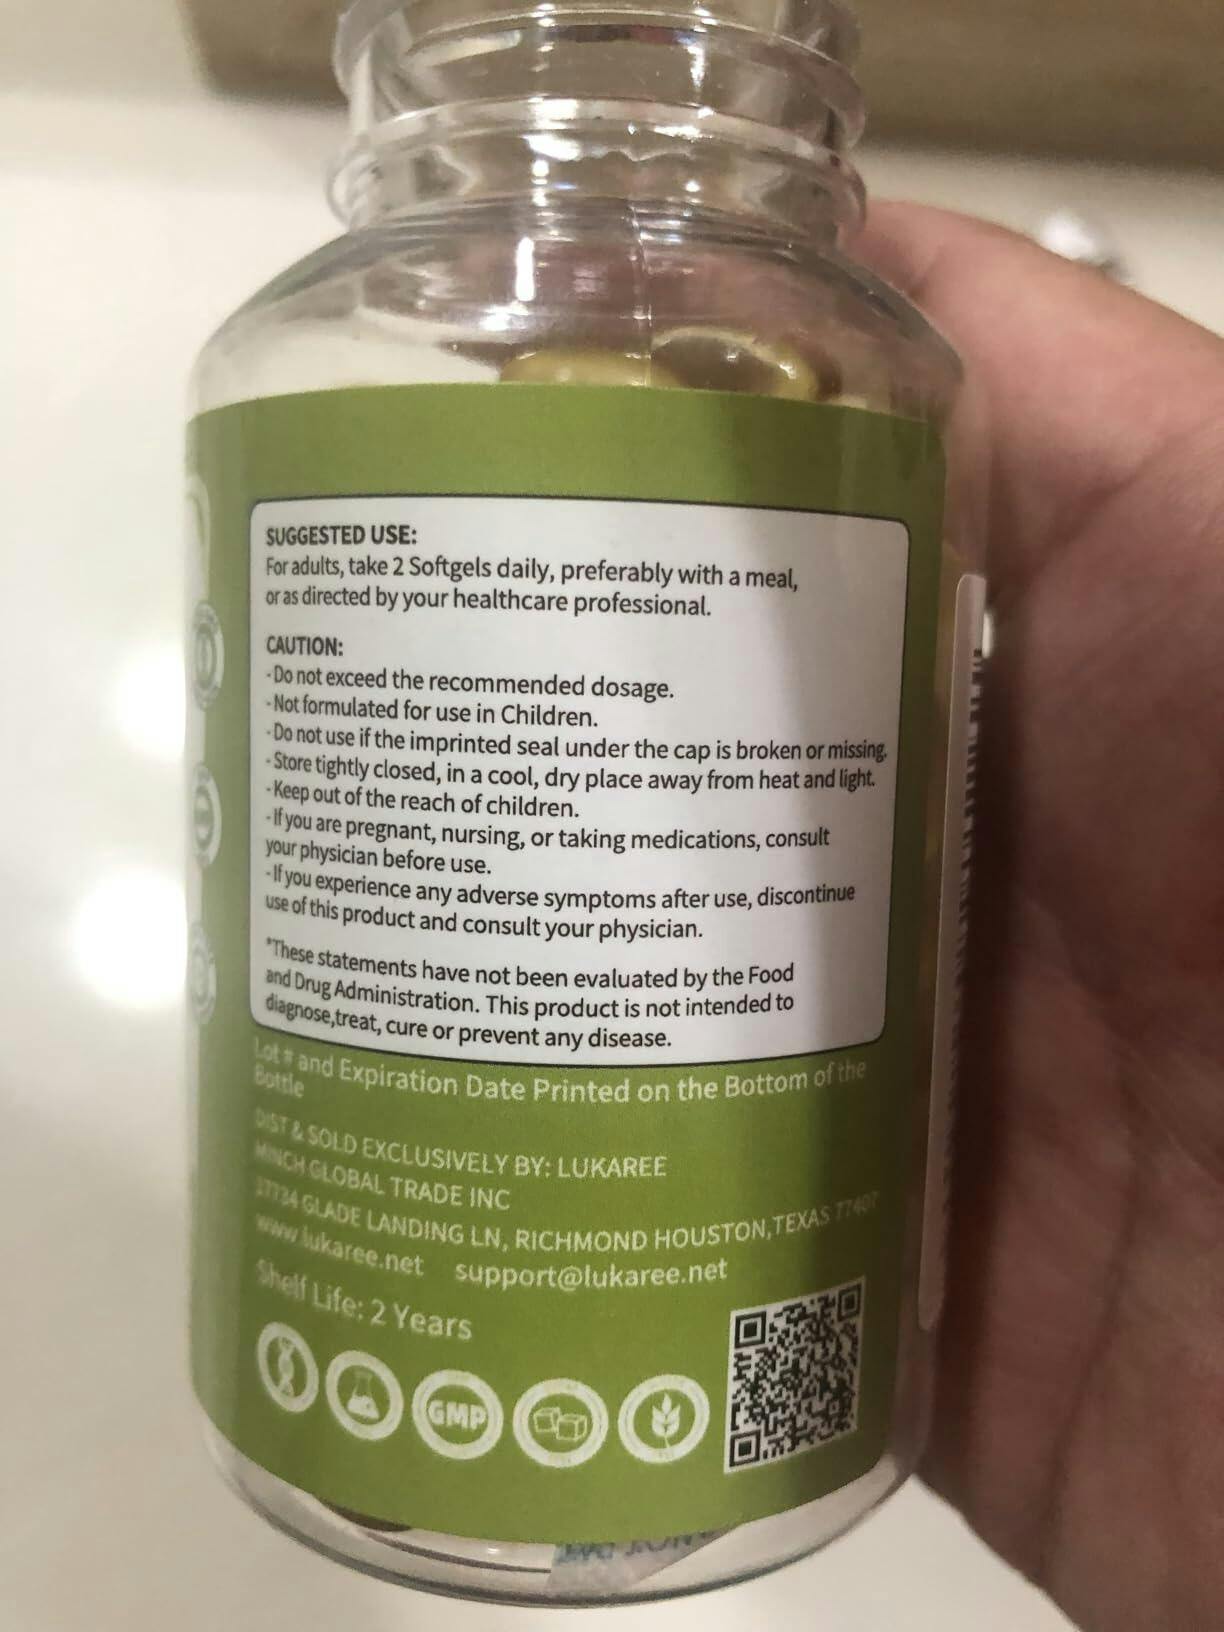 SUGGESTED USE:
For adults, take 2 Softgels daily, preferably with a meal,
or as directed by your healthcare professional.
CAUTION:
-Do not exceed the recommended dosage.
-Not formulated for use in Children.
-Do not use if the imprinted seal under the cap is broken or missing.
-Store tightly closed, in a cool, dry place away from heat and light.
-Keep out of the reach of children.
-If you are pregnant, nursing, or taking medications, consult
your physician before use.
-If you experience any adverse symptoms after use, discontinue
use of this product and consult your physician.
*These statements have not been evaluated by the Food
and Drug Administration. This product is not intended to
diagnose,treat, cure or prevent any disease.
Lot # and Expiration Date Printed on the Bottom of the
Bottle
DIST & SOLD EXCLUSIVELY BY: LUKAREE
MINCH GLOBAL TRADE INC
17734 GLADE LANDING LN, RICHMOND HOUSTON,TEXAS 77407
www.lukaree.net support@lukaree.net
Shelf Life: 2 Years
GMP